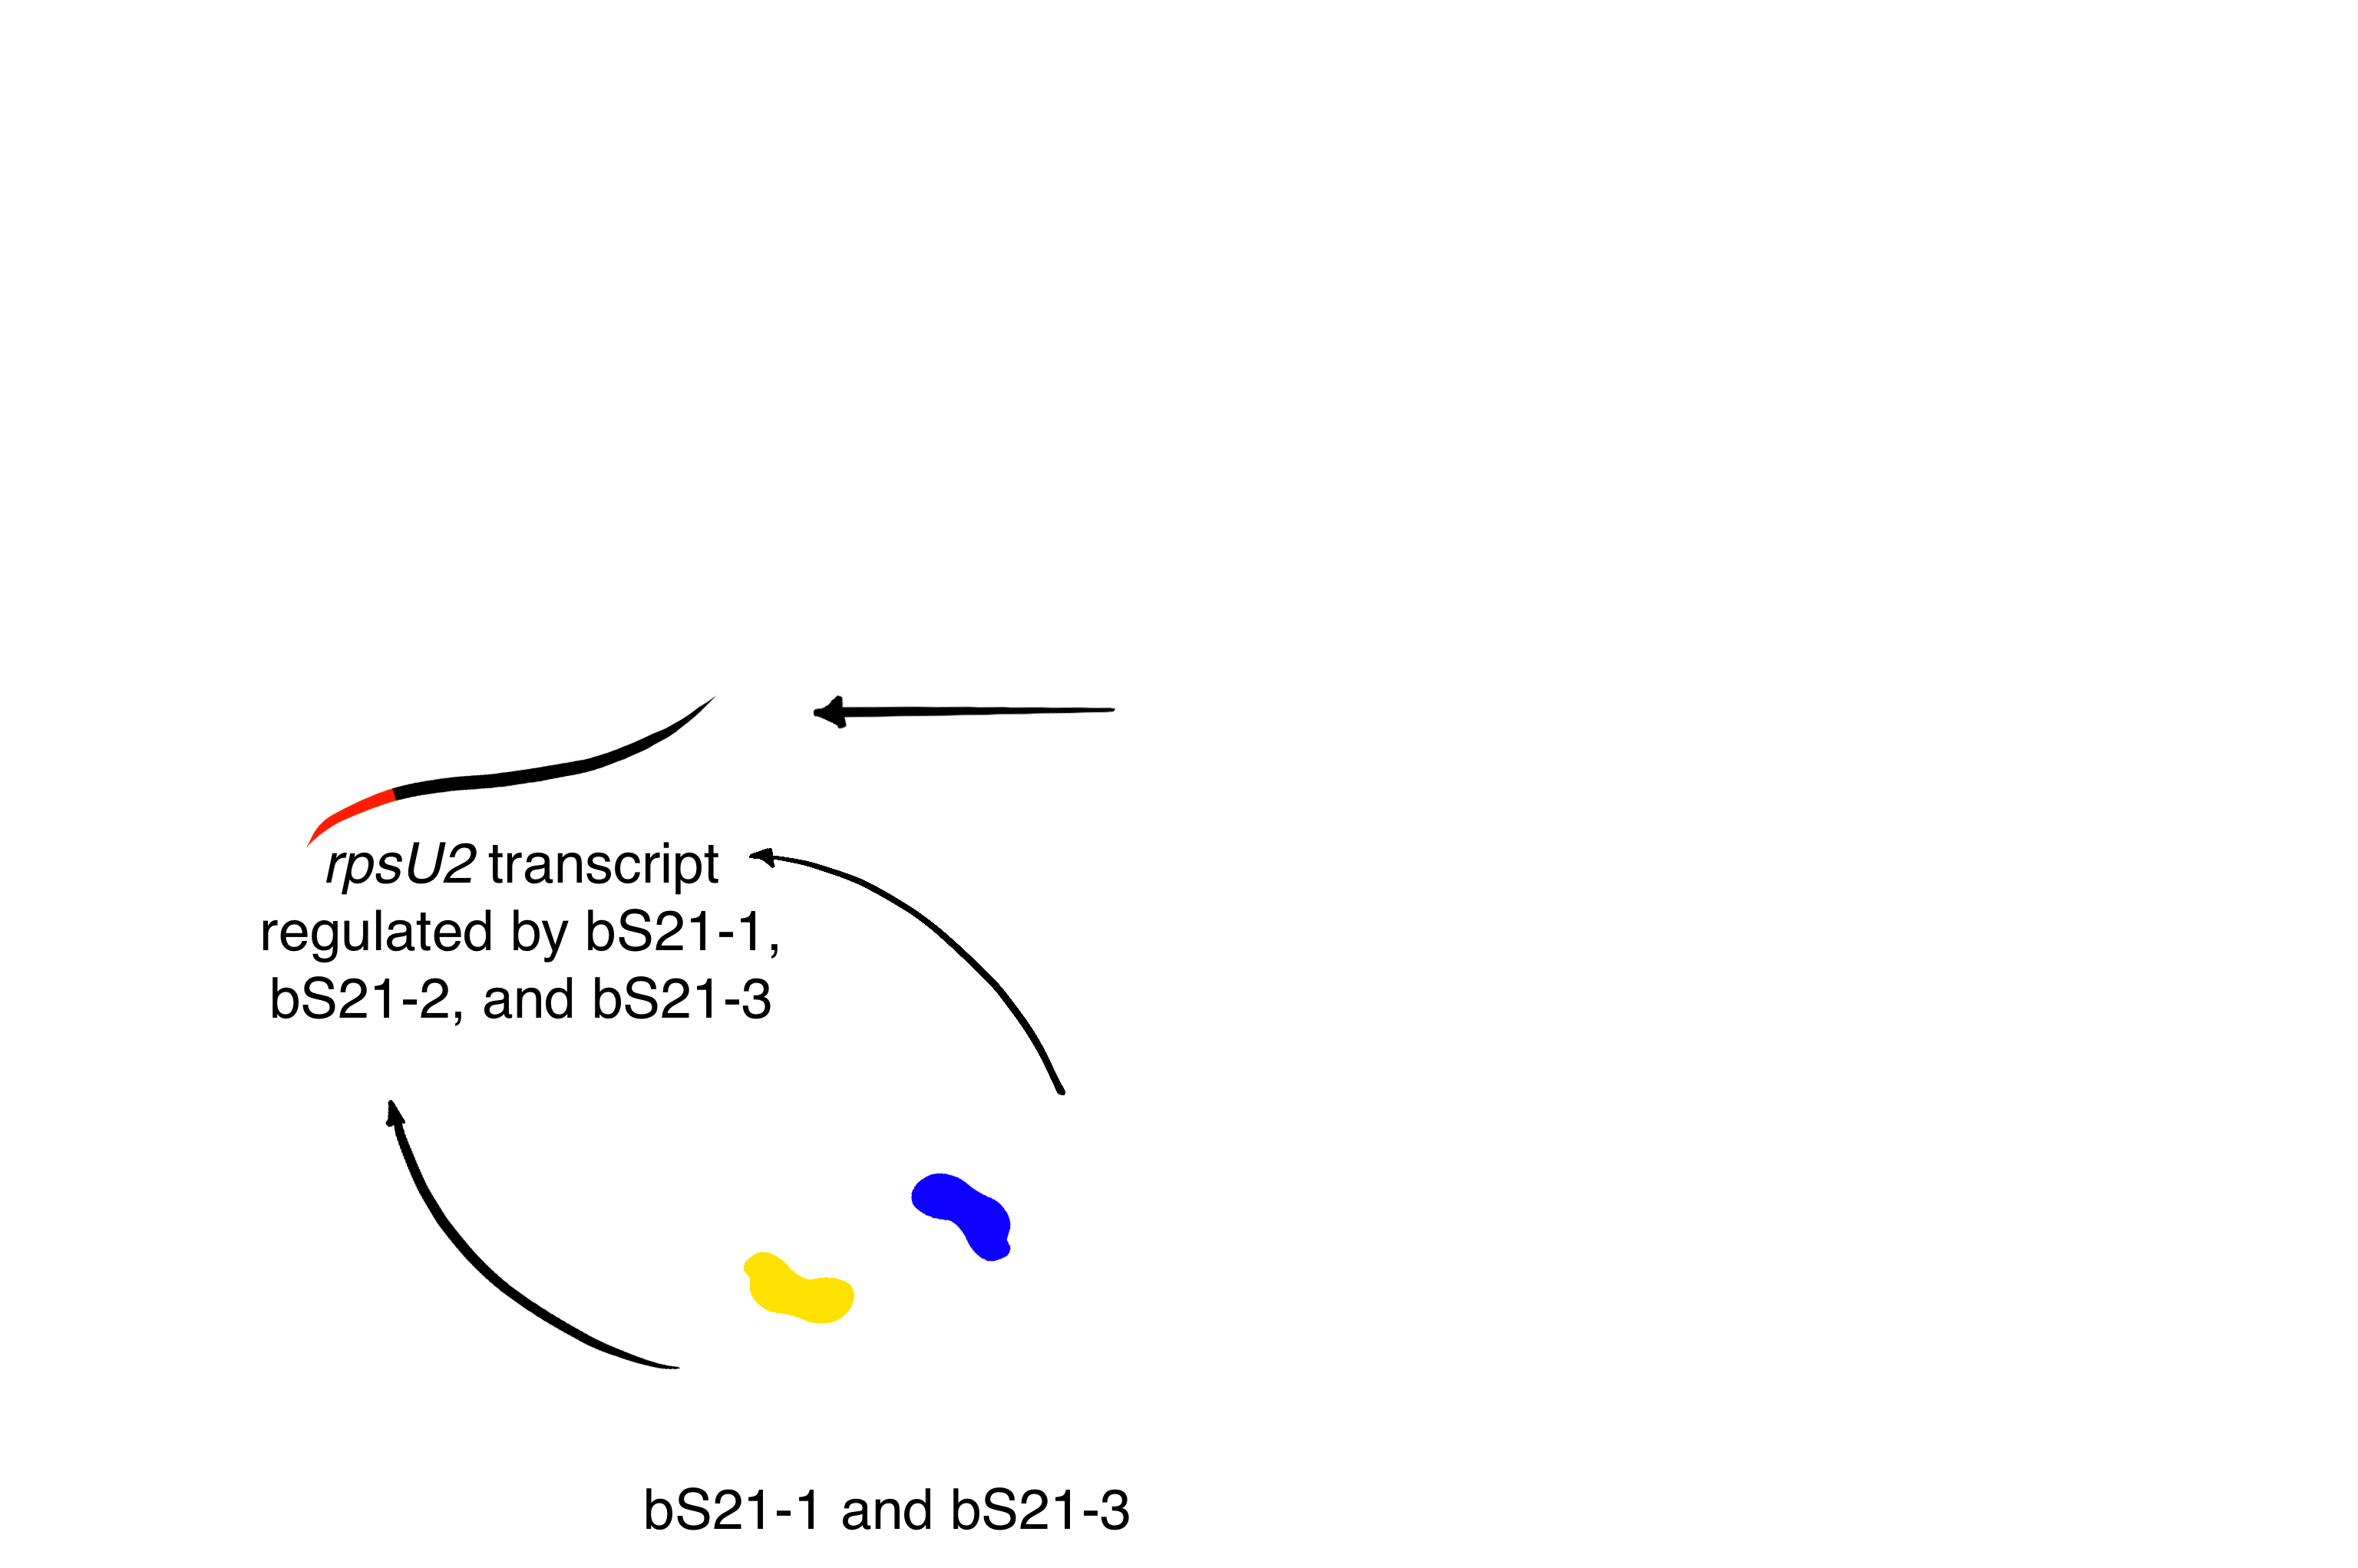 rpsU2 transcript
regulated by bS21-1,
bS21-2, and bS21-3
bS21-1 and bS21-3